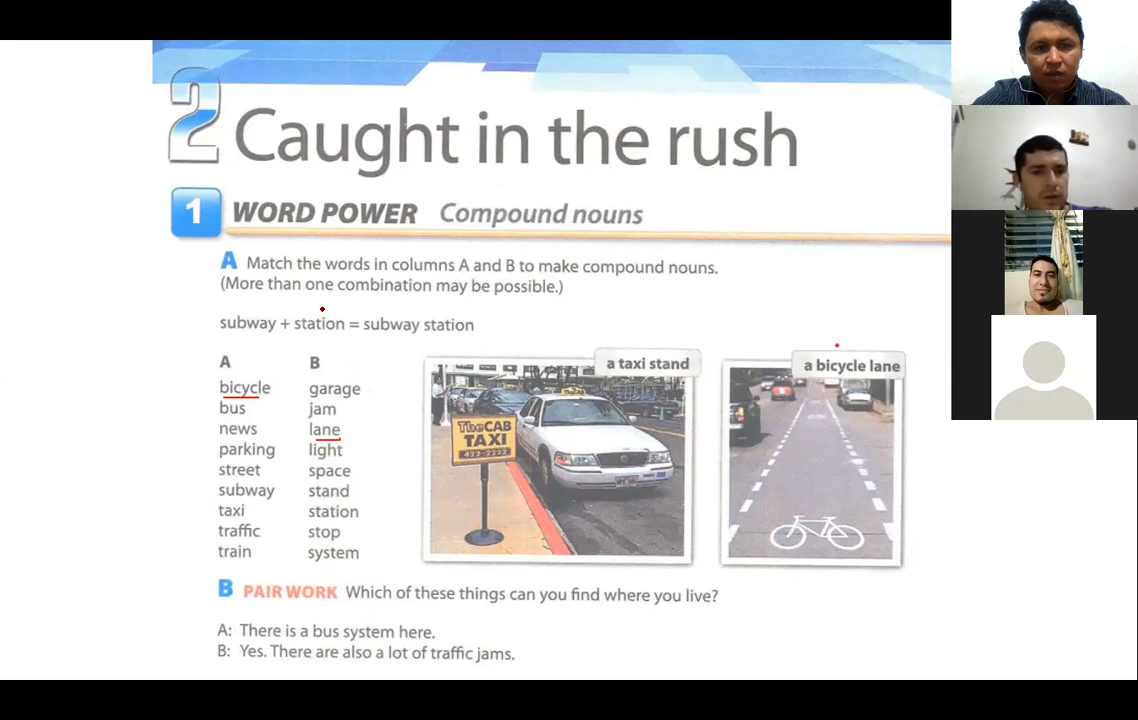 2 Caught in the rush
1 WORD POWER Compound nouns
A Match the words in columns A and B to make compound nouns.
(More than one combination may be possible.)
subway + station = subway station
A B
bicycle garage
bus jam
news lane
parking light
street space
subway stand
taxi station
traffic stop
train system
a taxi stand
TheCAB
TAXI
422-2222
a bicycle lane
B PAIR WORK Which of these things can you find where you live?
A: There is a bus system here.
B: Yes. There are also a lot of traffic jams.